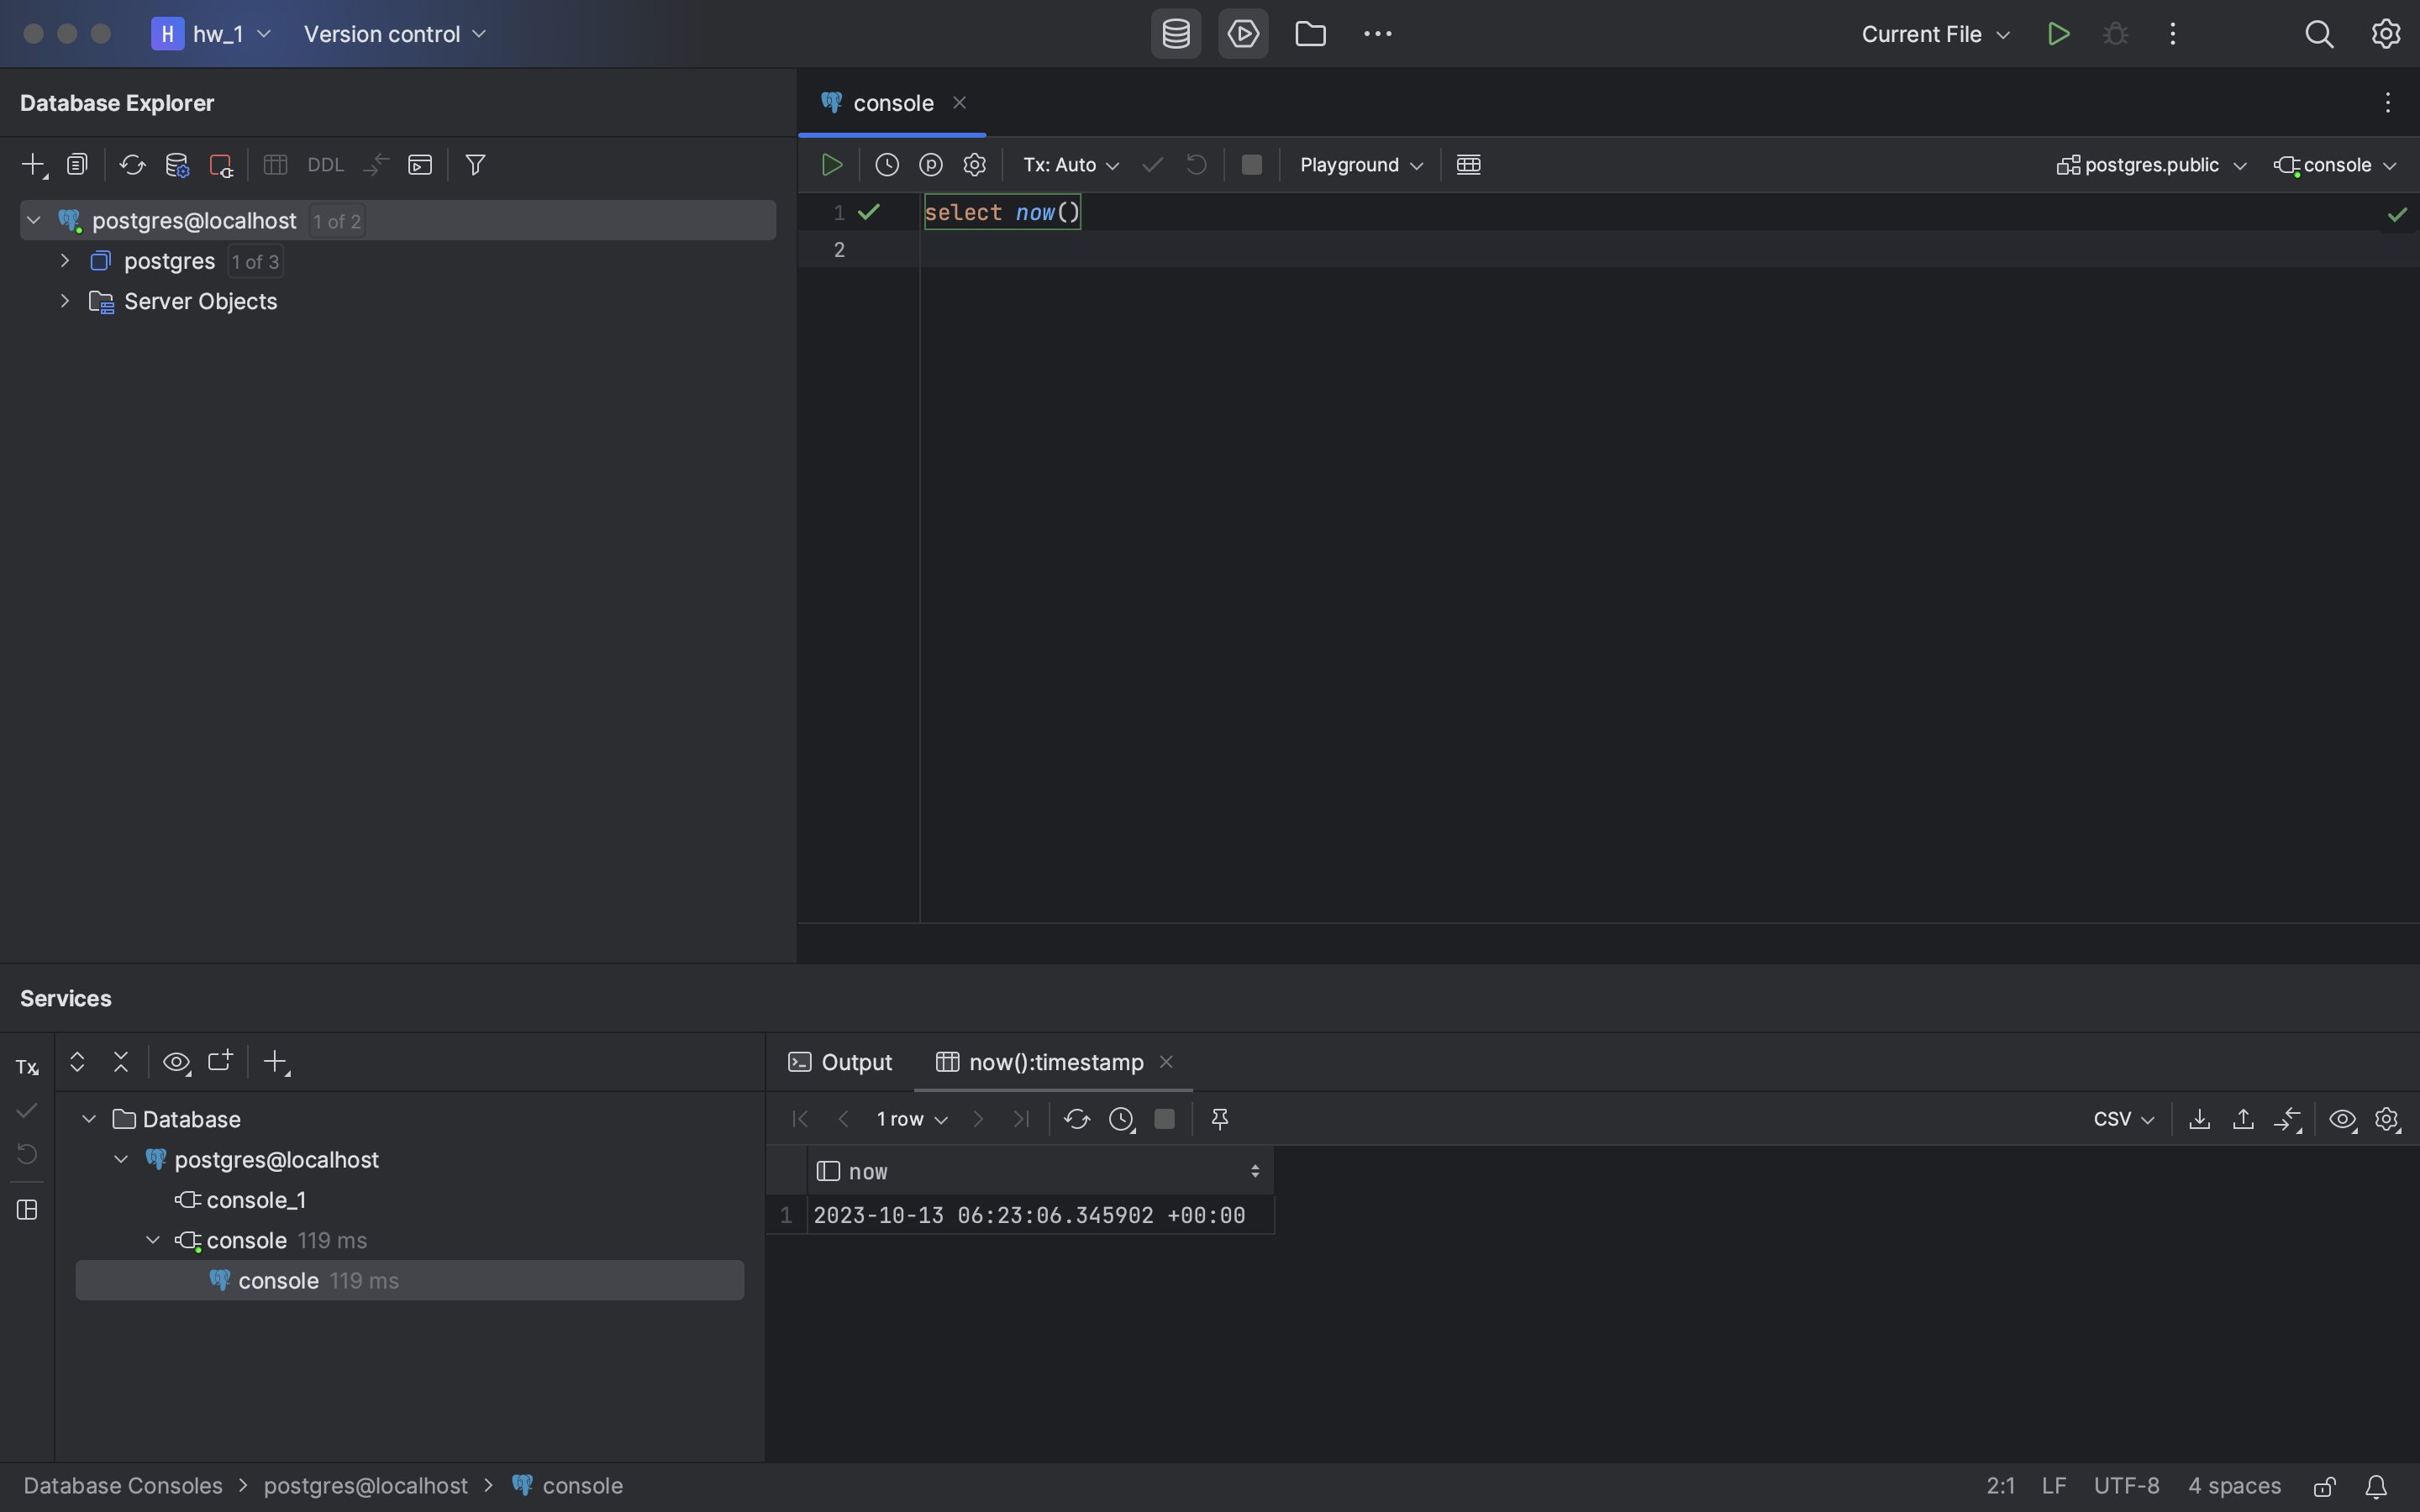 H hw_1 Version control Current File
Database Explorer
console
DDL
Tx: Auto Playground postgres.public console
postgres@localhost 1 of 2
postgres 1 of 3
Server Objects
1 select now()
2
Services
Tx
Output now():timestamp
Database
1 row CSV
postgres@localhost
now
console_1
1 2023-10-13 06:23:06.345902 +00:00
console 119 ms
console 119 ms
Database Consoles > postgres@localhost > console 2:1 LF UTF-8 4 spaces